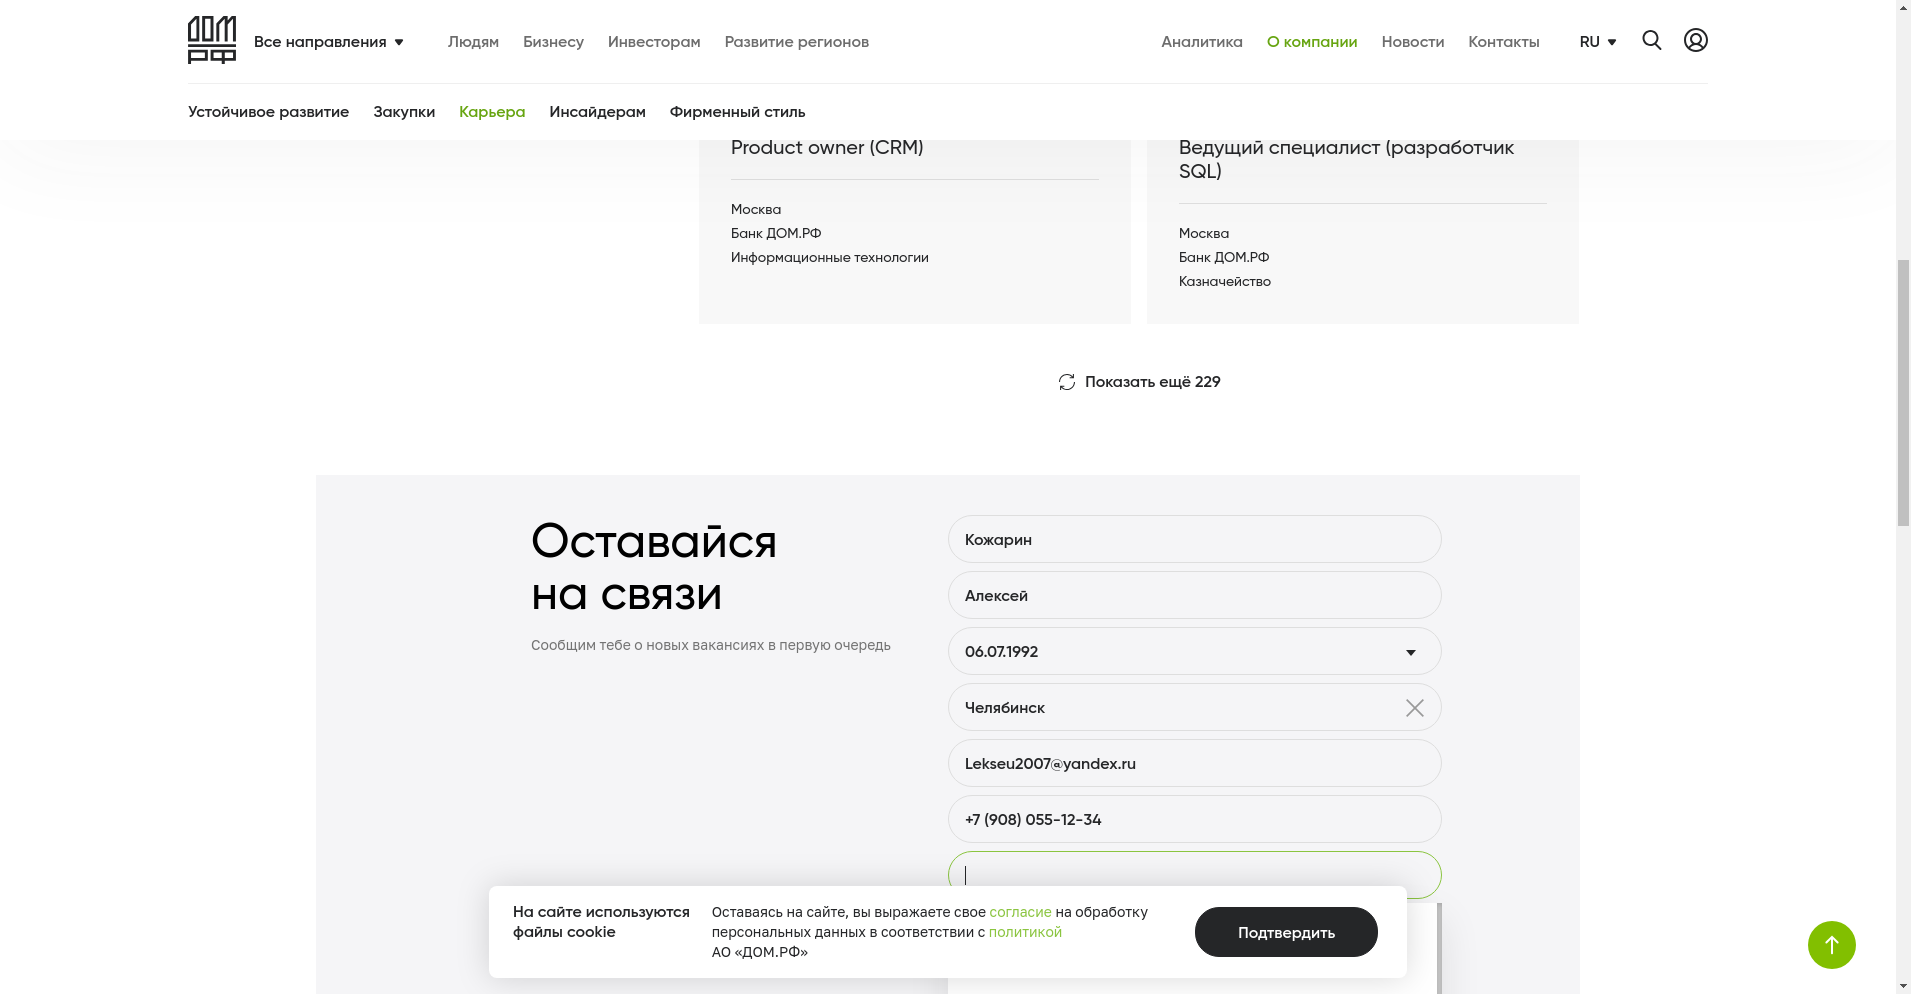 ДОМ
РФ
Все направления
Людям
Бизнесу
Инвесторам
Развитие регионов
Аналитика
О компании
Новости
Контакты
RU
Устойчивое развитие
Закупки
Карьера
Инсайдерам
Фирменный стиль
Product owner (CRM)
Москва
Банк ДОМ.РФ
Информационные технологии
Ведущий специалист (разработчик
SQL)
Москва
Банк ДОМ.РФ
Казначейство
Показать ещё 229
Оставайся
на связи
Сообщим тебе о новых вакансиях в первую очередь
Кожарин
Алексей
06.07.1992
Челябинск
Lekseu2007@yandex.ru
+7 (908) 055-12-34
На сайте используются
файлы cookie
Оставаясь на сайте, вы выражаете свое согласие на обработку
персональных данных в соответствии с политикой
АО «ДОМ.РФ»
Подтвердить